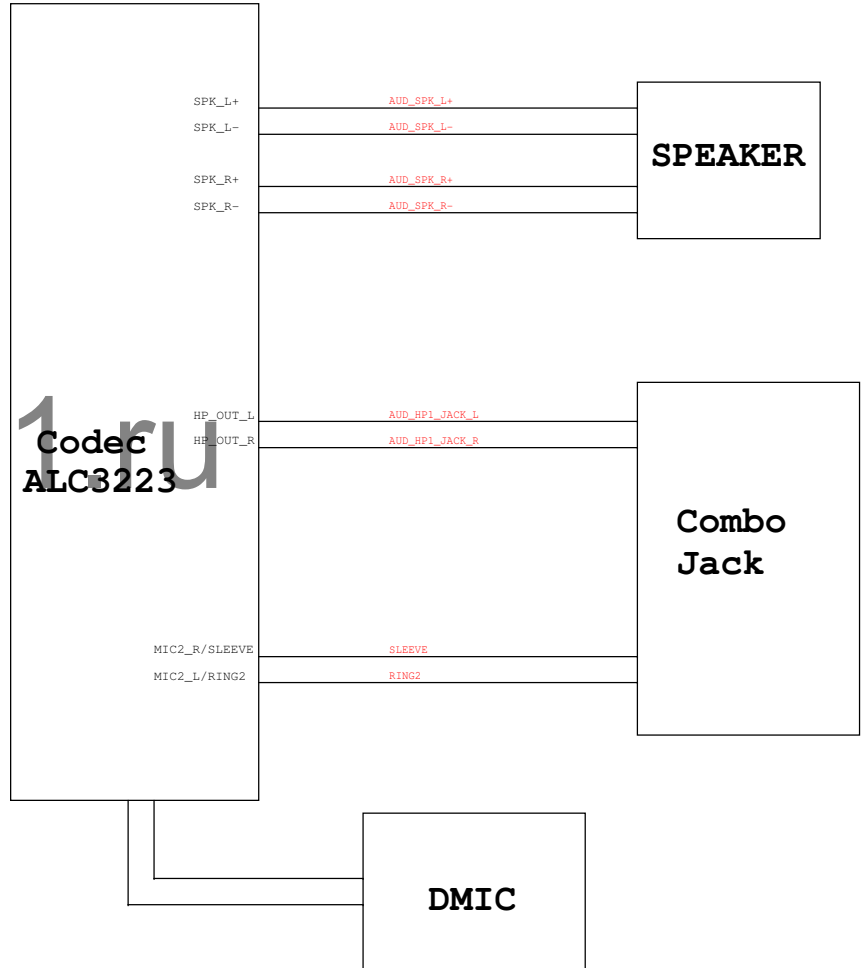 SPK_L+ AUD_SPK_L+
SPK_L- AUD_SPK_L-
SPEAKER
SPK_R+ AUD_SPK_R+
SPK_R- AUD_SPK_R-
HP_OUT_L AUD_HP1_JACK_L
HP_OUT_R AUD_HP1_JACK_R
1.ru
Codec
ALC3223
Combo
Jack
MIC2_R/SLEEVE SLEEVE
MIC2_L/RING2 RING2
DMIC